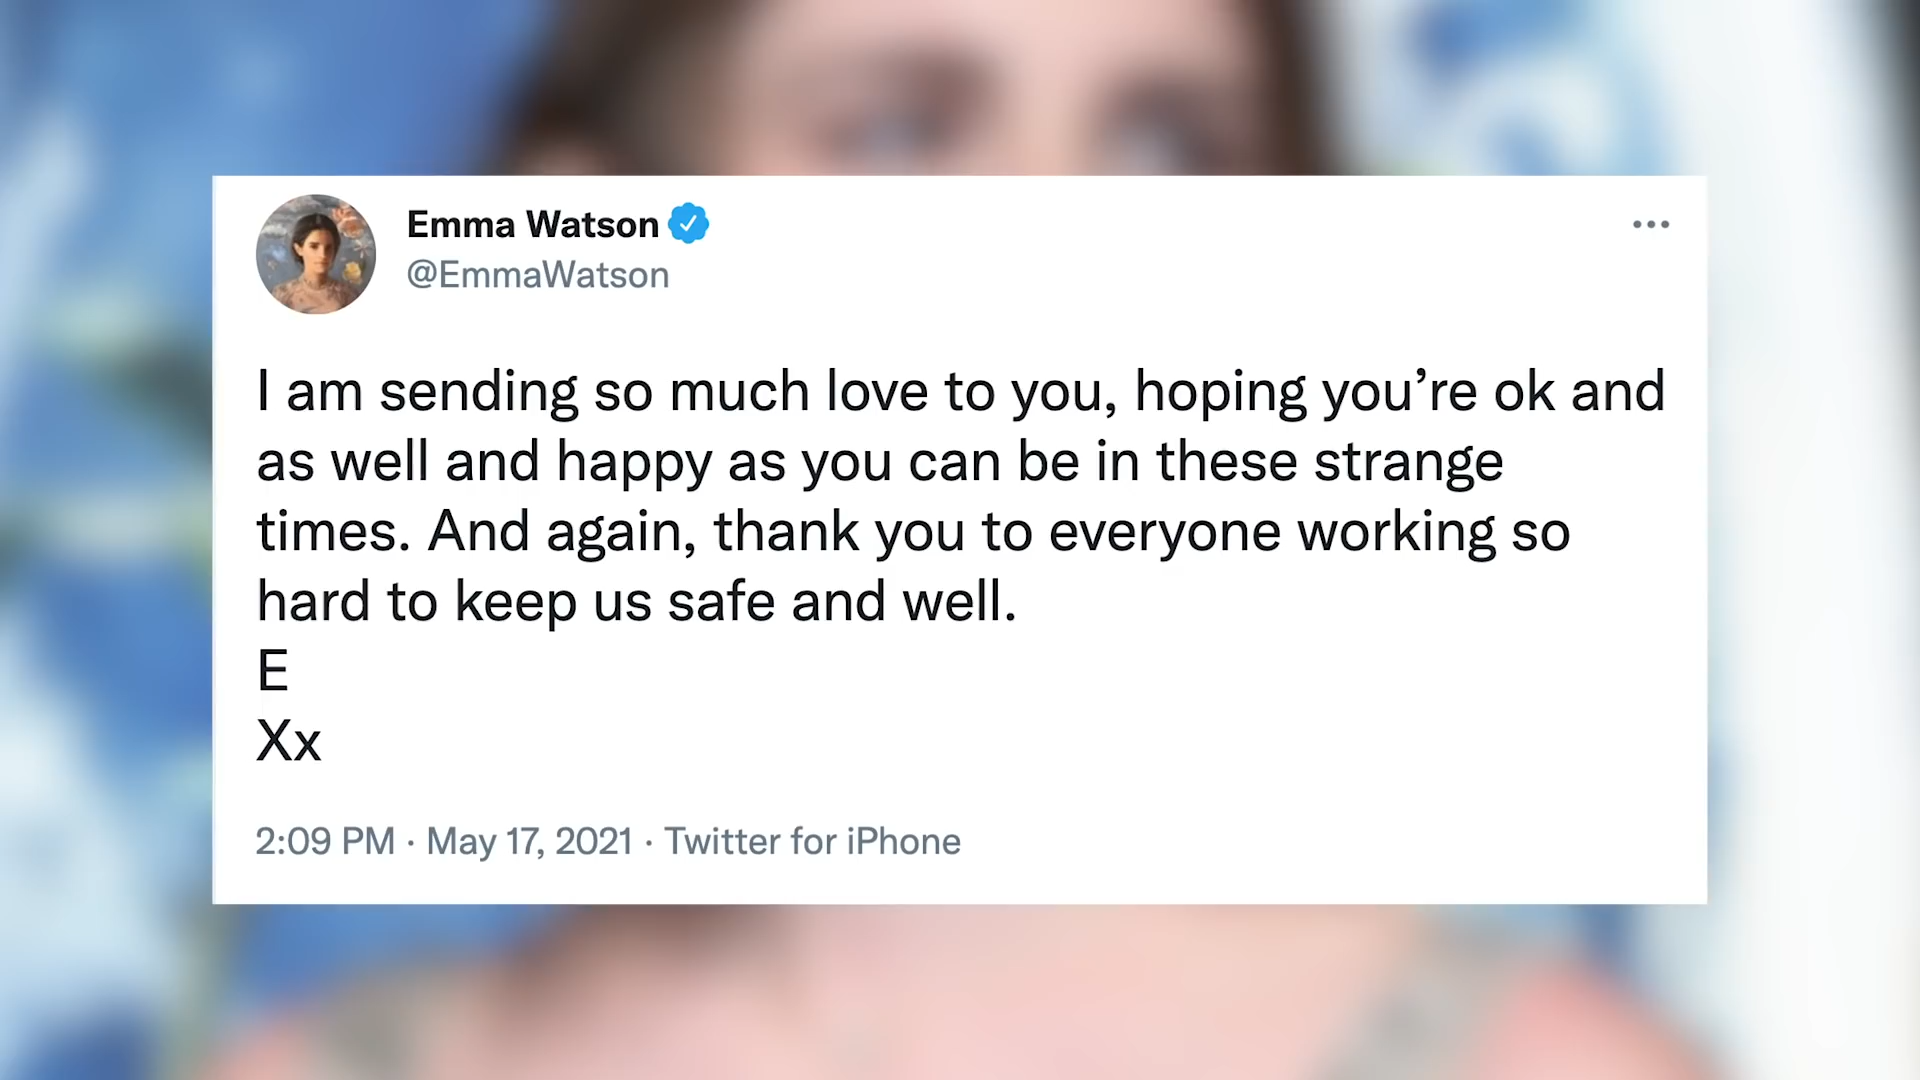 Emma Watson
@EmmaWatson
I am sending so much love to you, hoping you’re ok and
as well and happy as you can be in these strange
times. And again, thank you to everyone working so
hard to keep us safe and well.
E
Xx
2:09 PM · May 17, 2021 · Twitter for iPhone